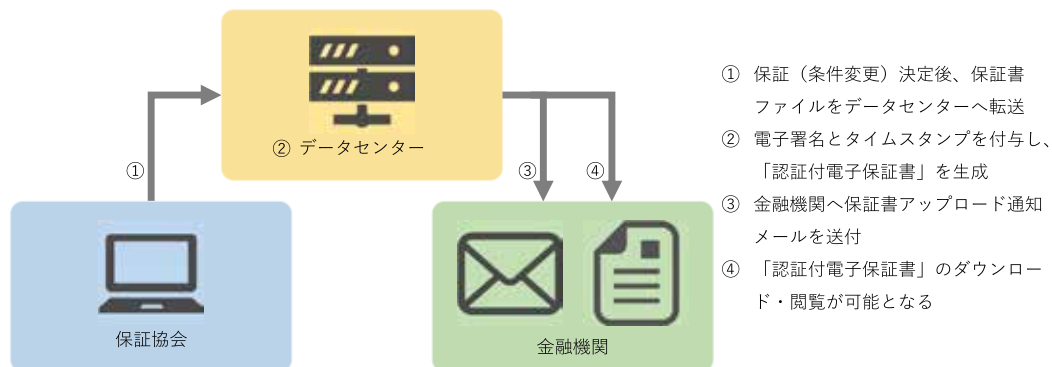 ② データセンター
①
③
④
保証協会
金融機関
① 保証（条件変更）決定後、保証書
ファイルをデータセンターへ転送
② 電子署名とタイムスタンプを付与し、
「認証付電子保証書」を生成
③ 金融機関へ保証書アップロード通知
メールを送付
④ 「認証付電子保証書」のダウンロー
ド・閲覧が可能となる